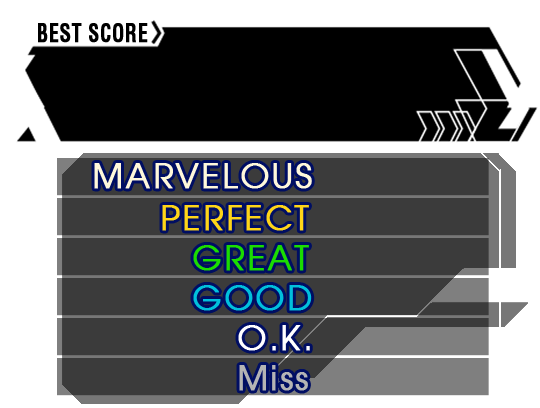 BEST SCORE
MARVELOUS
PERFECT
GREAT
GOOD
O.K.
Miss